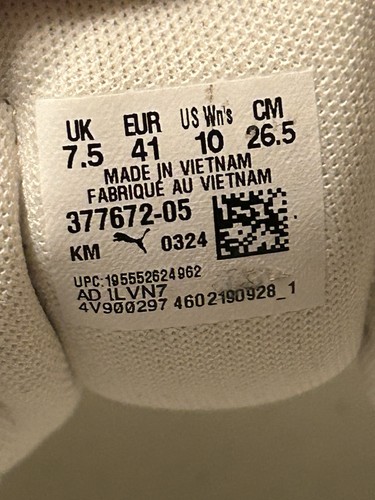 UK EUR US Wn's CM
7.5 41 10 26.5
MADE IN VIETNAM
FABRIQUÉ AU VIETNAM
377672-05
KM 0324
UPC:195552624962
AD 1LVN7
4V900297 4602190928_1